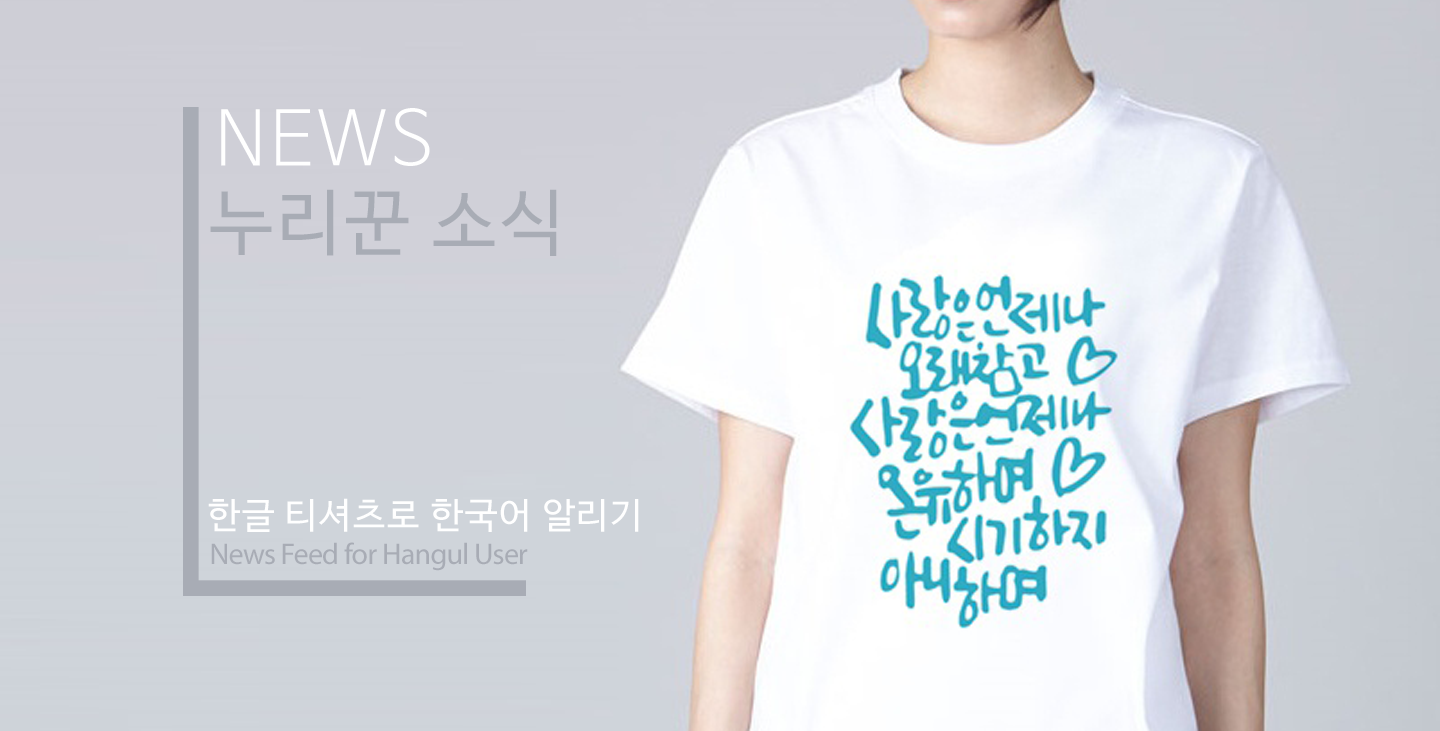 NEWS
누리꾼 소식
한글 티셔츠로 한국어 알리기
News Feed for Hangul User
사랑은언제나
오래참고
사랑은언제나
온유하며
시기하지
아니하며